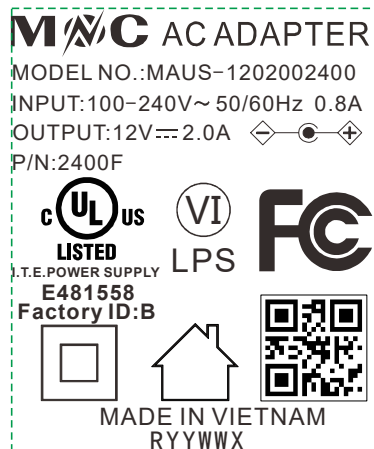 MNC AC ADAPTER
MODEL NO.:MAUS-1202002400
INPUT:100-240V~ 50/60Hz 0.8A
OUTPUT:12V⎓2.0A
P/N:2400F
c UL US
LISTED
I.T.E.POWER SUPPLY
E481558
Factory ID:B
VI
LPS
FC
MADE IN VIETNAM
RYYWWX